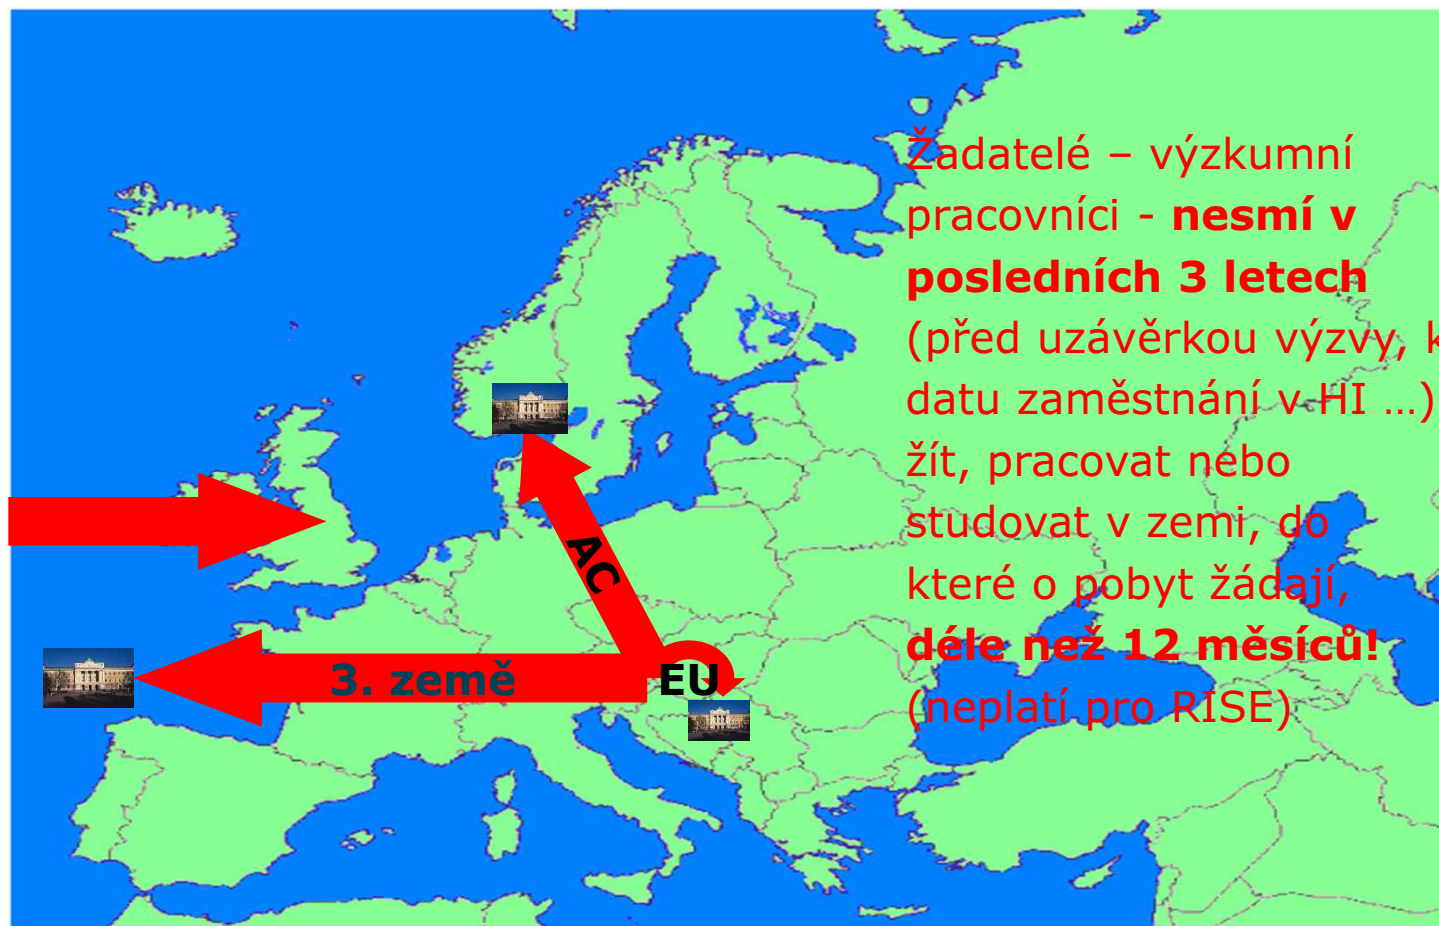 Žadatelé – výzkumní
pracovníci - nesmí v
posledních 3 letech
(před uzávěrkou výzvy, k
datu zaměstnání v HI ...)
žít, pracovat nebo
studovat v zemi, do
které o pobyt žádají,
déle než 12 měsíců!
(neplatí pro RISE)
AC
3. země
EU